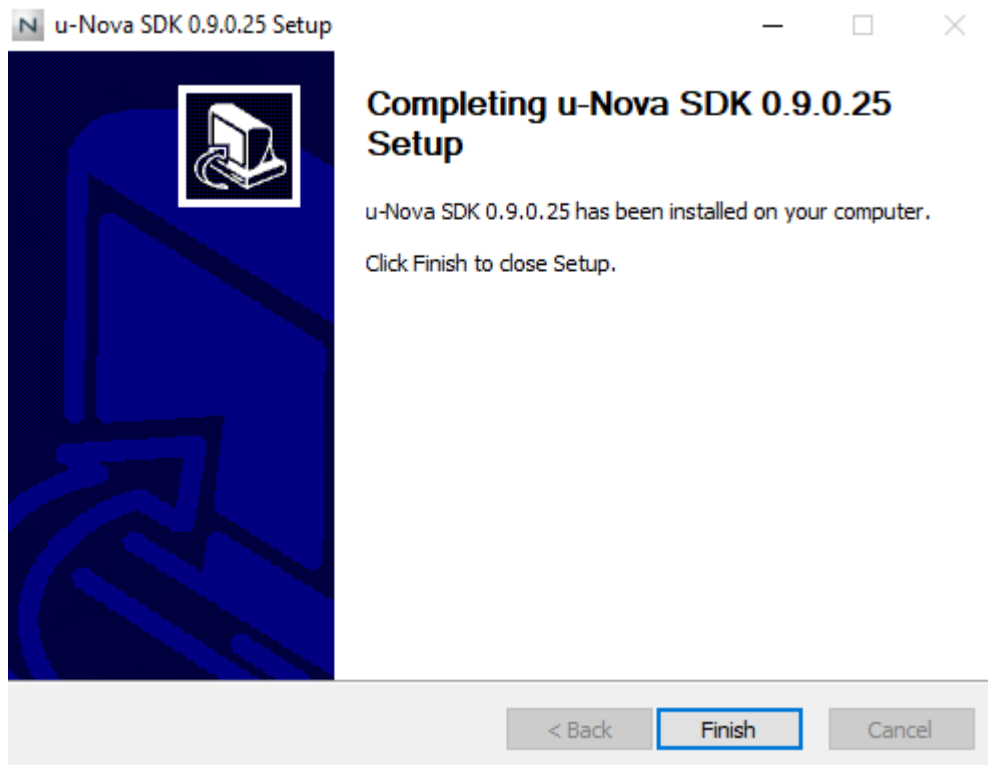 N u-Nova SDK 0.9.0.25 Setup
Completing u-Nova SDK 0.9.0.25
Setup
u-Nova SDK 0.9.0.25 has been installed on your computer.
Click Finish to close Setup.
< Back Finish Cancel